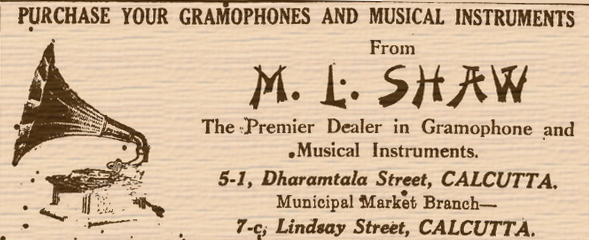 PURCHASE YOUR GRAMOPHONES AND MUSICAL INSTRUMENTS
From
M. L. SHAW
The Premier Dealer in Gramophone and
Musical Instruments.
5-1, Dharamtala Street, CALCUTTA.
Municipal Market Branch—
7-c, Lindsay Street, CALCUTTA.